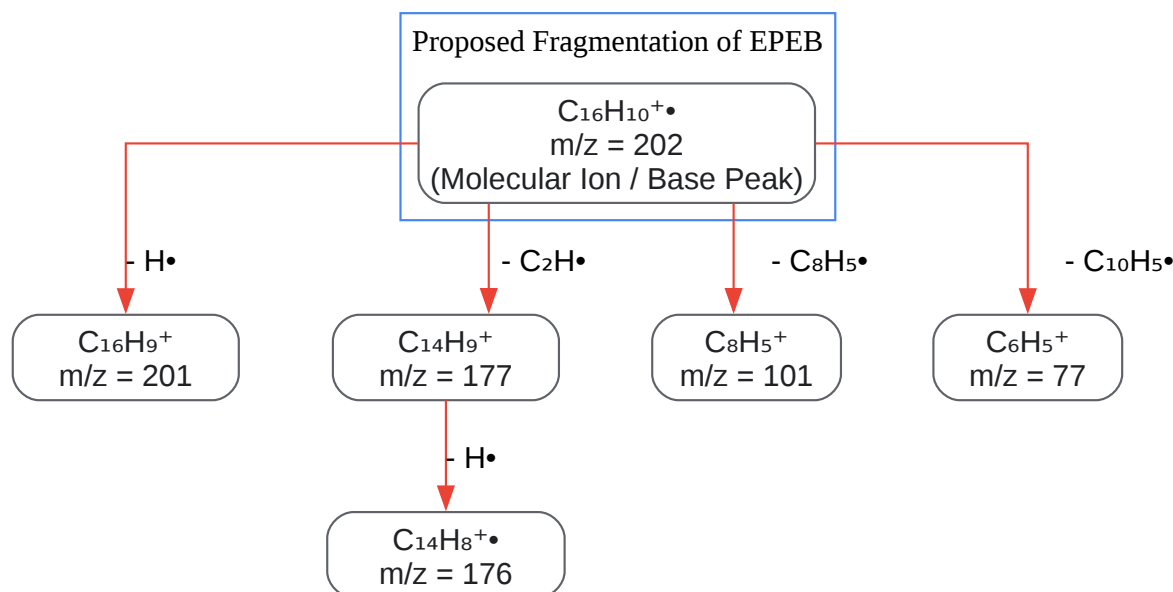 Proposed Fragmentation of EPEB
C₁₆H₁₀⁺•
m/z = 202
(Molecular Ion / Base Peak)
- H•
- C₂H•
- C₈H₅•
- C₁₀H₅•
C₁₆H₉⁺
m/z = 201
C₁₄H₉⁺
m/z = 177
C₈H₅⁺
m/z = 101
C₆H₅⁺
m/z = 77
- H•
C₁₄H₈⁺•
m/z = 176